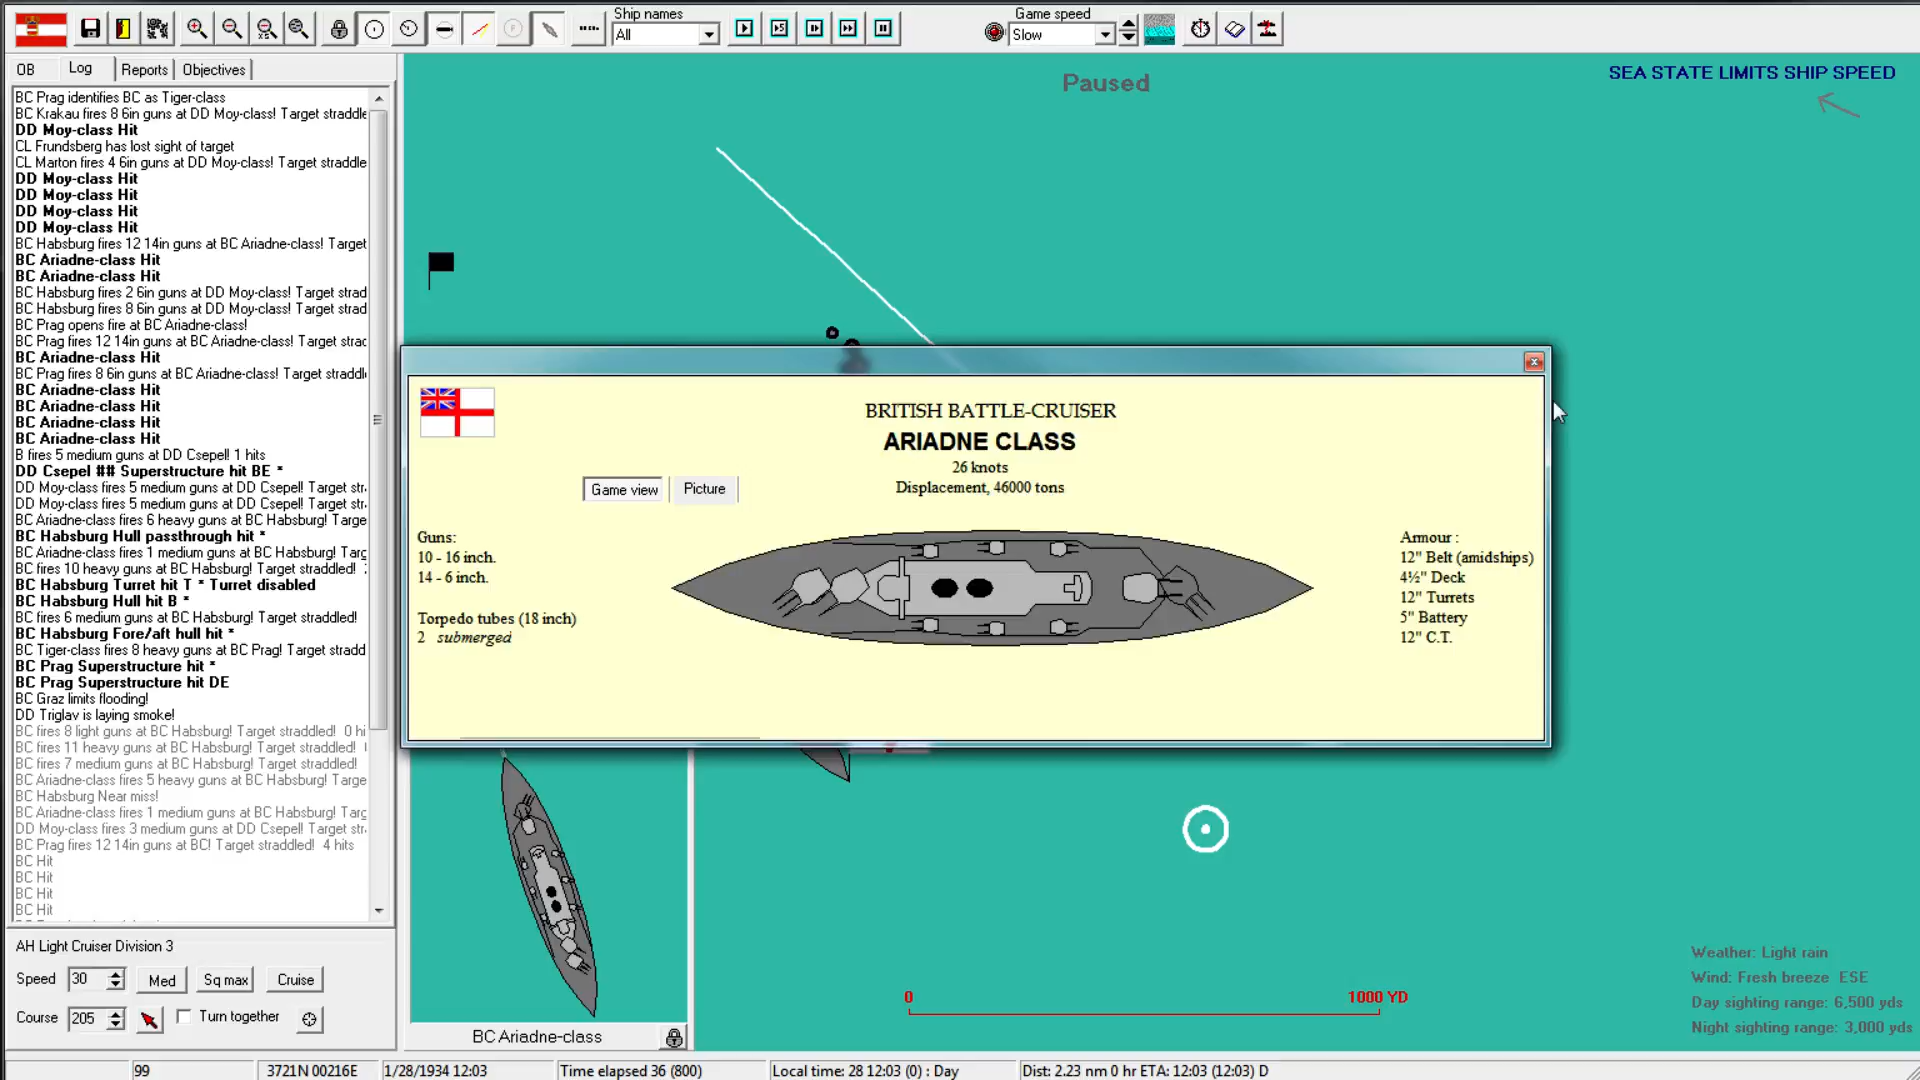 Ship names
All
Game speed
Slow
OB
Log
Reports
Objectives
Paused
SEA STATE LIMITS SHIP SPEED
BC Prag identifies BC as Tiger-class
BC Krakau fires 8 6in guns at DD Moy-class! Target straddle
DD Moy-class Hit
CL Frundsberg has lost sight of target
CL Marton fires 4 6in guns at DD Moy-class! Target straddle
DD Moy-class Hit
DD Moy-class Hit
DD Moy-class Hit
DD Moy-class Hit
BC Habsburg fires 12 14in guns at BC Ariadne-class! Target
BC Ariadne-class Hit
BC Ariadne-class Hit
BC Habsburg fires 2 6in guns at DD Moy-class! Target strad
BC Habsburg fires 8 6in guns at DD Moy-class! Target strad
BC Prag opens fire at BC Ariadne-class!
BC Prag fires 12 14in guns at BC Ariadne-class! Target strad
BC Ariadne-class Hit
BC Prag fires 8 6in guns at BC Ariadne-class! Target straddl
BC Ariadne-class Hit
BC Ariadne-class Hit
BC Ariadne-class Hit
BC Ariadne-class Hit
B fires 5 medium guns at DD Csepel! 1 hits
DD Csepel ## Superstructure hit BE *
DD Moy-class fires 5 medium guns at DD Csepel! Target str
DD Moy-class fires 5 medium guns at DD Csepel! Target str
BC Ariadne-class fires 6 heavy guns at BC Habsburg! Targe
BC Habsburg Hull passthrough hit *
BC Ariadne-class fires 1 medium guns at BC Habsburg! Targ
BC fires 10 heavy guns at BC Habsburg! Target straddled!
BC Habsburg Turret hit T * Turret disabled
BC Habsburg Hull hit B *
BC fires 6 medium guns at BC Habsburg! Target straddled!
BC Habsburg Fore/aft hull hit *
BC Tiger-class fires 8 heavy guns at BC Prag! Target stradd
BC Prag Superstructure hit *
BC Prag Superstructure hit DE
BC Graz limits flooding!
DD Triglav is laying smoke!
BC fires 8 light guns at BC Habsburg! Target straddled! 0 hi
BC fires 11 heavy guns at BC Habsburg! Target straddled!
BC fires 7 medium guns at BC Habsburg! Target straddled!
BC Ariadne-class fires 5 heavy guns at BC Habsburg! Targe
BC Habsburg Near miss!
BC Ariadne-class fires 1 medium guns at BC Habsburg! Targ
DD Moy-class fires 3 medium guns at DD Csepel! Target str
BC Prag fires 12 14in guns at BC! Target straddled! 4 hits
BC Hit
BC Hit
BC Hit
BC Hit
BRITISH BATTLE-CRUISER
ARIADNE CLASS
26 knots
Displacement, 46000 tons
Game view
Picture
Guns:
10 - 16 inch.
14 - 6 inch.
Torpedo tubes (18 inch)
2 submerged
Armour :
12" Belt (amidships)
4½" Deck
12" Turrets
5" Battery
12" C.T.
BC Ariadne-class
0
1000 YD
Weather: Light rain
Wind: Fresh breeze ESE
Day sighting range: 6,500 yds
Night sighting range: 3,000 yds
AH Light Cruiser Division 3
Speed 30 Med Sq max Cruise
Course 205 Turn together
99
3721N 00216E
1/28/1934 12:03
Time elapsed 36 (800)
Local time: 28 12:03 (0) : Day
Dist: 2.23 nm 0 hr ETA: 12:03 (12:03) D